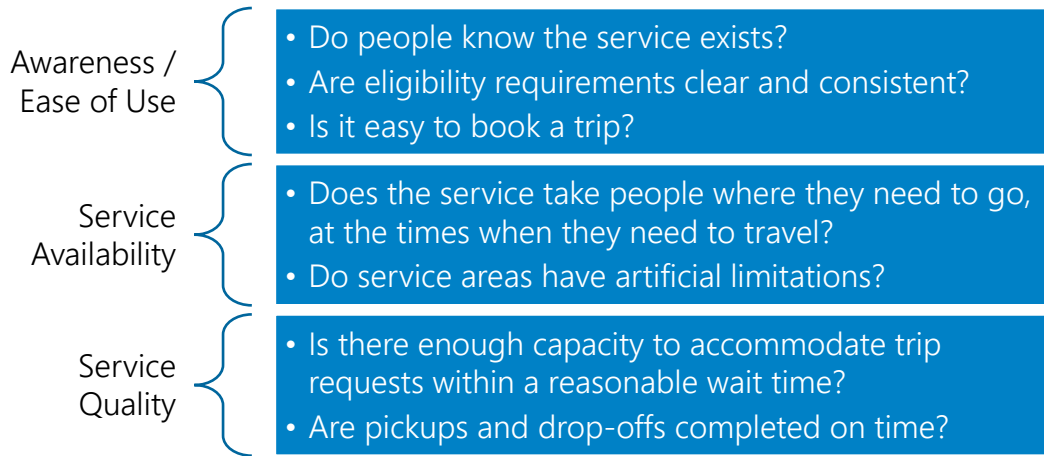 Awareness /
Ease of Use
• Do people know the service exists?
• Are eligibility requirements clear and consistent?
• Is it easy to book a trip?
Service
Availability
• Does the service take people where they need to go,
at the times when they need to travel?
• Do service areas have artificial limitations?
Service
Quality
• Is there enough capacity to accommodate trip
requests within a reasonable wait time?
• Are pickups and drop-offs completed on time?